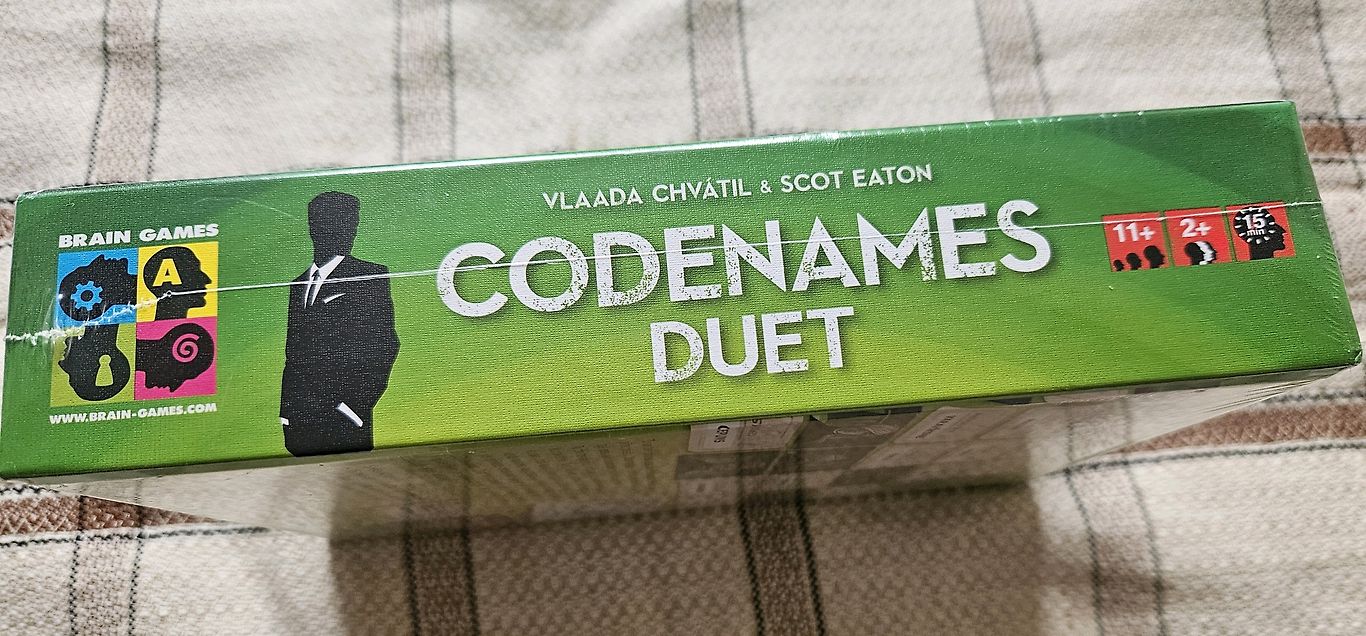 BRAIN GAMES
A
WWW.BRAIN-GAMES.COM
VLAADA CHVÁTIL & SCOT EATON
CODENAMES
DUET
11+
2+
15
min